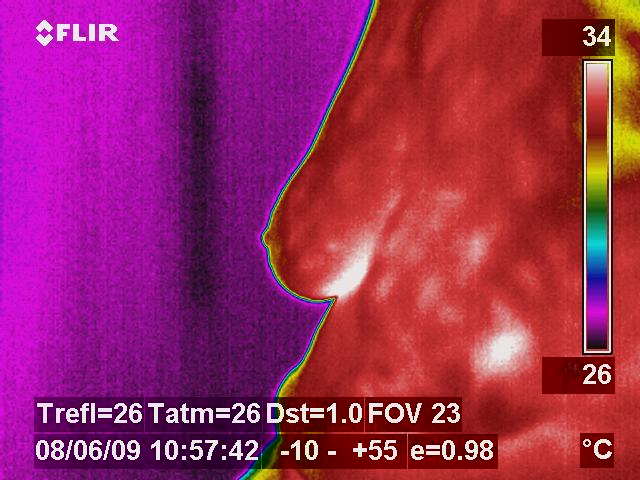 FLIR
34
26
Trefl=26 Tatm=26 Dst=1.0 FOV 23
08/06/09 10:57:42 -10 - +55 e=0.98 °C